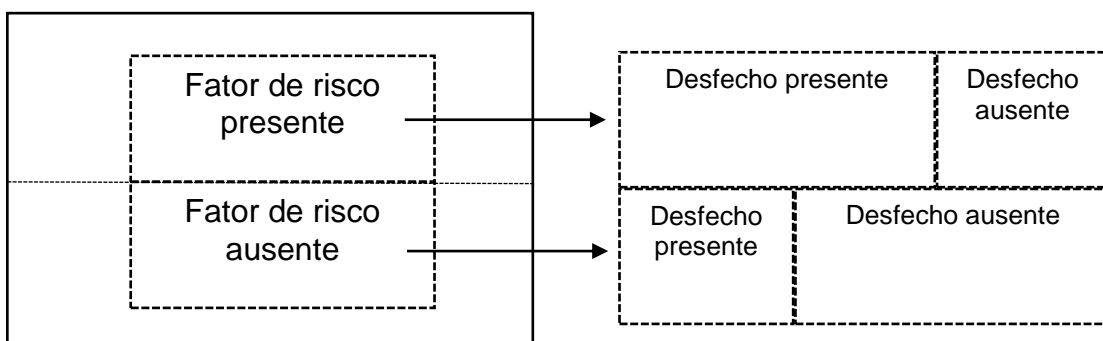 Fator de risco
presente
Desfecho presente
Desfecho
ausente
Fator de risco
ausente
Desfecho
presente
Desfecho ausente